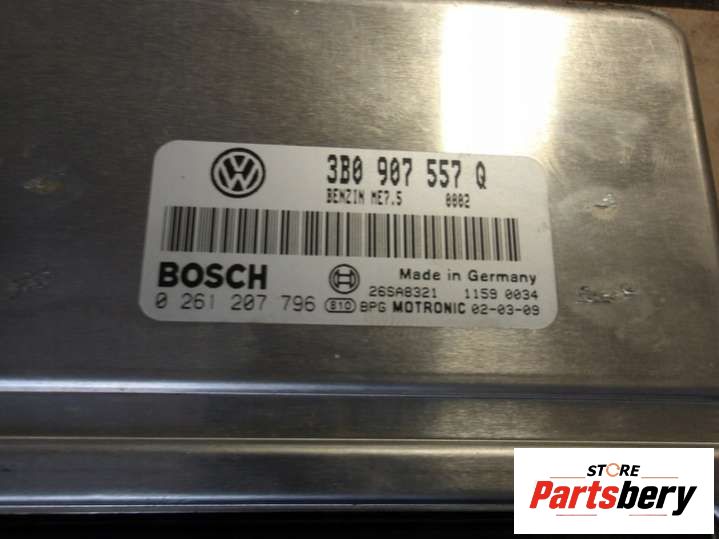 3B0 907 557 Q
BENZIN ME7.5 0002
BOSCH
Made in Germany
26SA8321 1159 0034
0 261 207 796 B10 BPG MOTRONIC 02-03-09
STORE
Partsbery